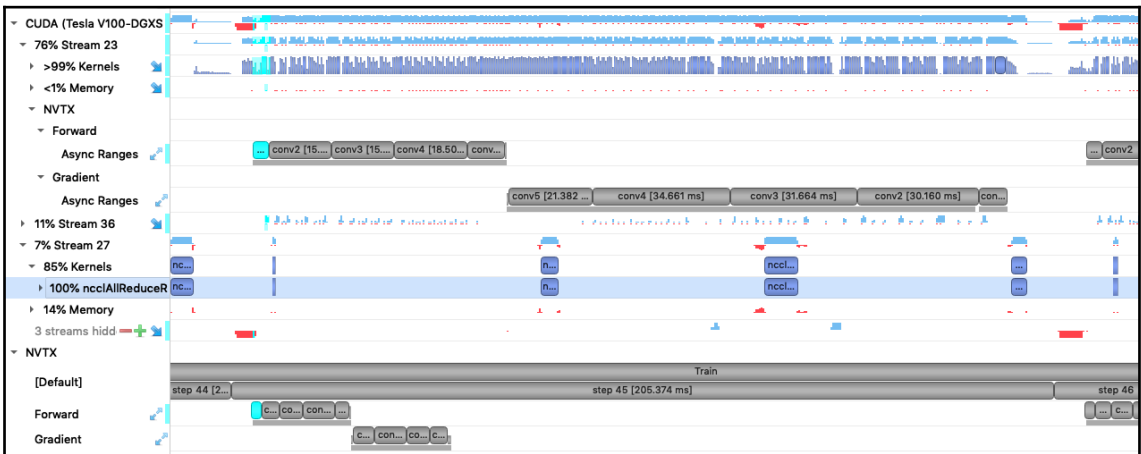 CUDA (Tesla V100-DGXS
76% Stream 23
>99% Kernels
<1% Memory
NVTX
Forward
Async Ranges ... conv2 [15.... conv3 [15.... conv4 [18.50... conv... ... conv2
Gradient
Async Ranges conv5 [21.382 ... conv4 [34.661 ms] conv3 [31.664 ms] conv2 [30.160 ms] con...
11% Stream 36
7% Stream 27
85% Kernels nc... n... nccl... ...
100% ncclAllReduceR nc... n... nccl... ...
14% Memory
3 streams hidd
NVTX
Train
[Default]
step 44 [2... step 45 [205.374 ms] step 46
Forward c... co... con... ... ... c...
Gradient c... con... co... c...